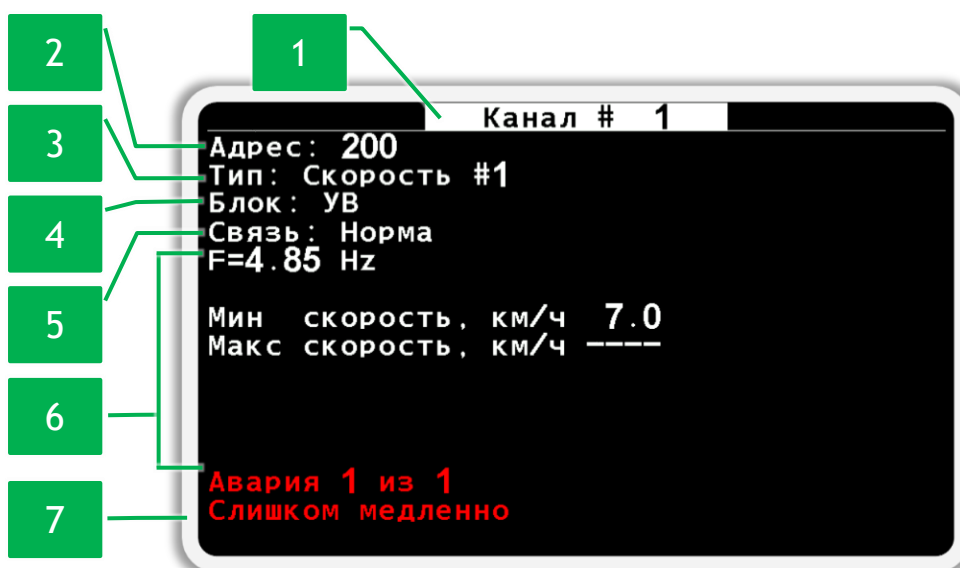 2
1
3
4
5
6
7
Канал # 1
Адрес: 200
Тип: Скорость #1
Блок: УВ
Связь: Норма
F=4.85 Hz
Мин скорость, км/ч 7.0
Макс скорость, км/ч ----
Авария 1 из 1
Слишком медленно